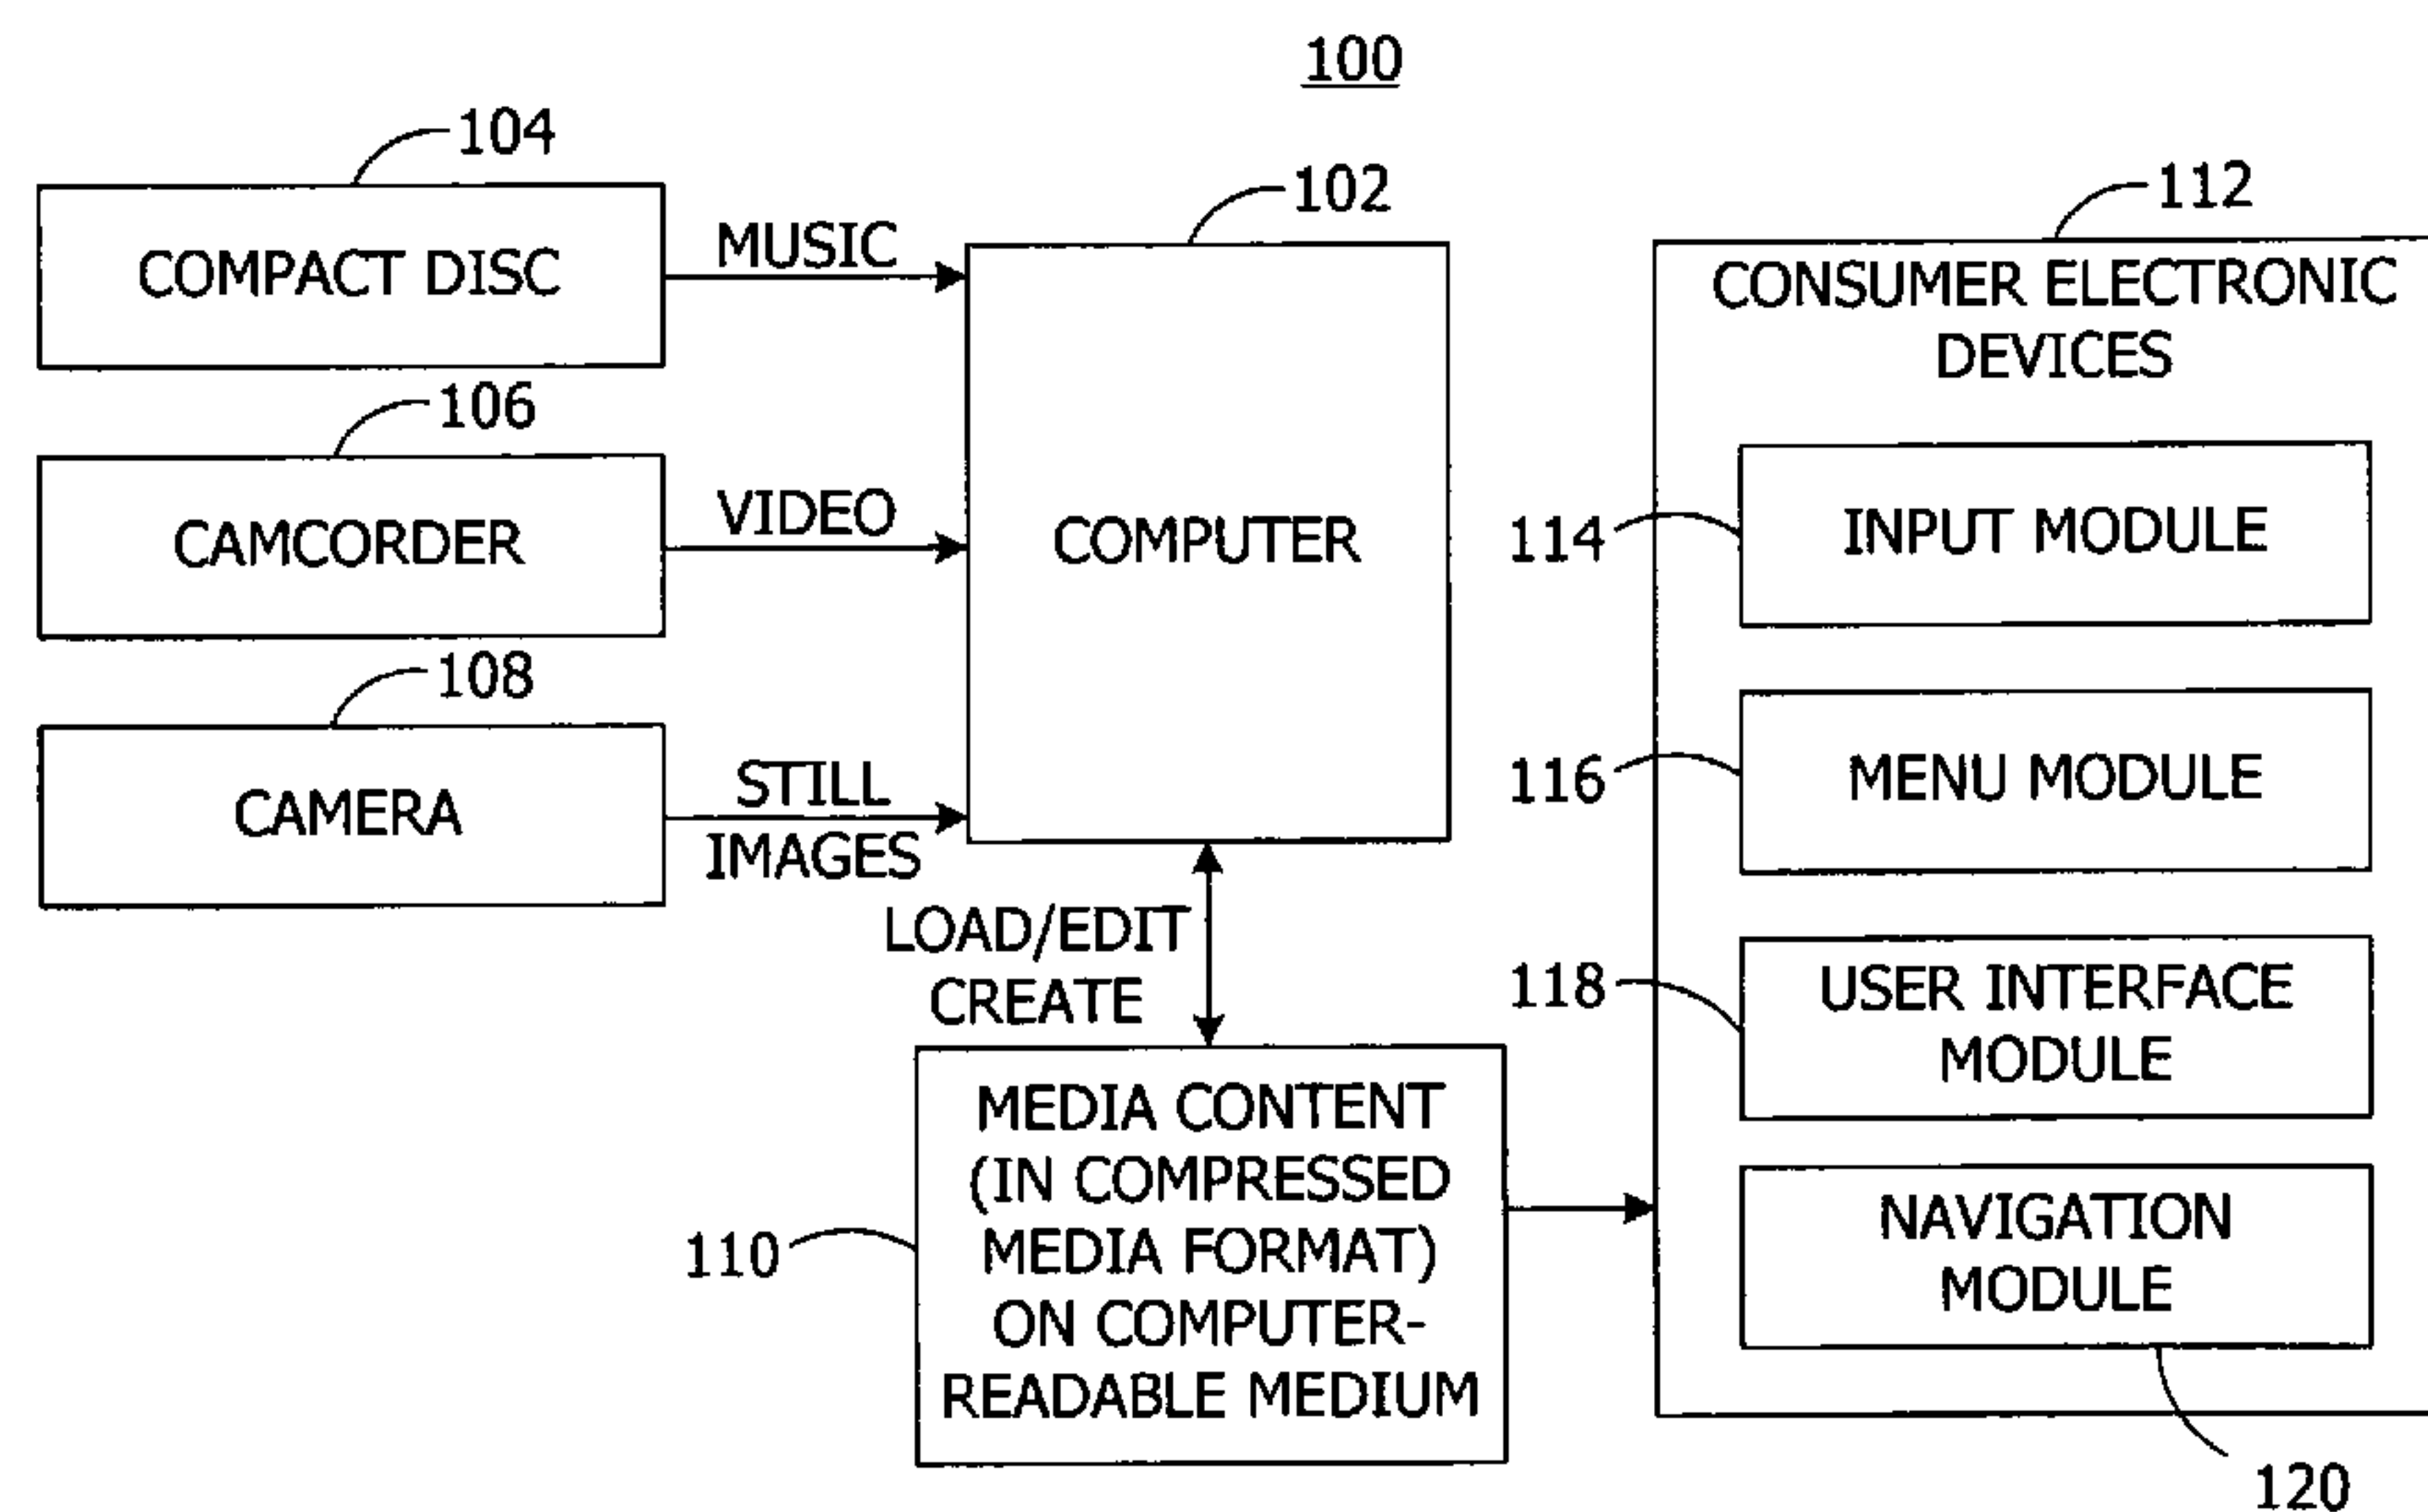 100
104
COMPACT DISC
MUSIC
102
COMPUTER
106
CAMCORDER
VIDEO
108
CAMERA
STILL
IMAGES
LOAD/EDIT
CREATE
110
MEDIA CONTENT
(IN COMPRESSED
MEDIA FORMAT)
ON COMPUTER-
READABLE MEDIUM
112
CONSUMER ELECTRONIC
DEVICES
114
INPUT MODULE
116
MENU MODULE
118
USER INTERFACE
MODULE
NAVIGATION
MODULE
120